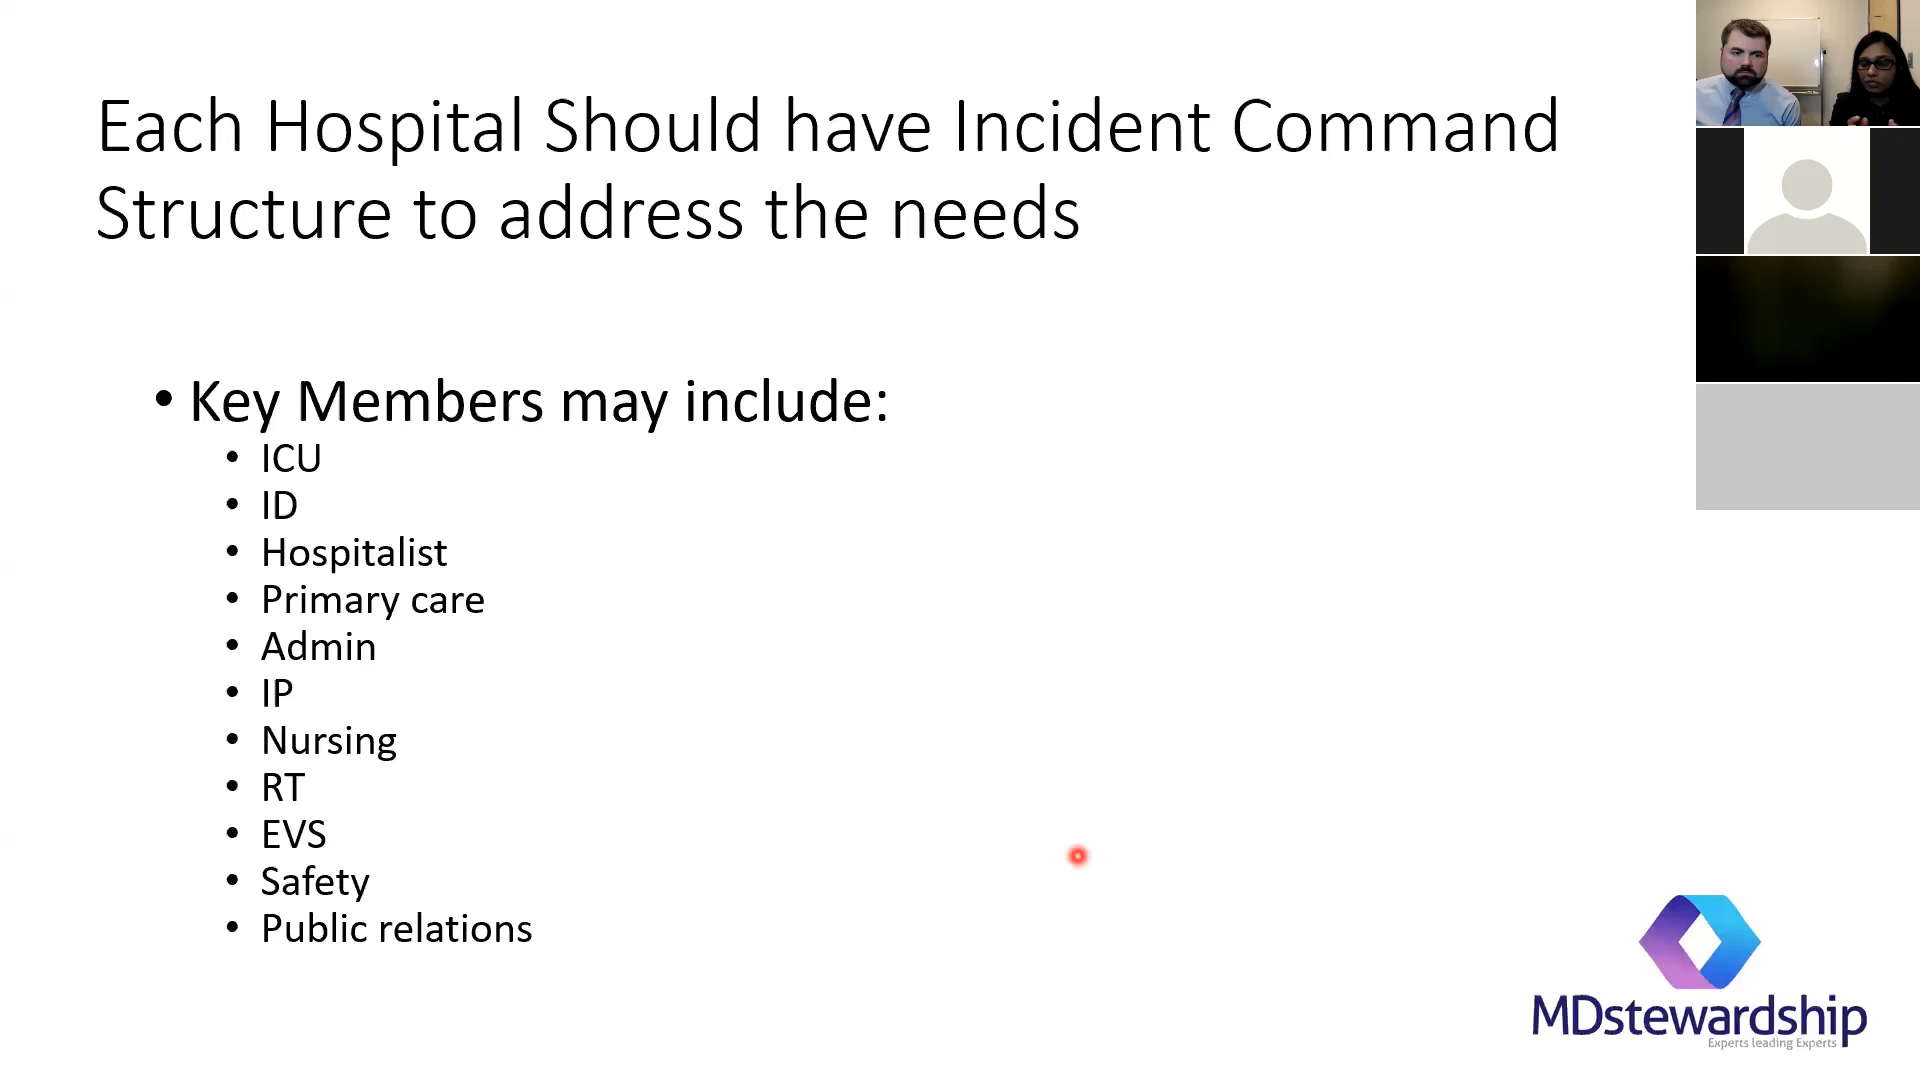 Each Hospital Should have Incident Command
Structure to address the needs
• Key Members may include:
• ICU
• ID
• Hospitalist
• Primary care
• Admin
• IP
• Nursing
• RT
• EVS
• Safety
• Public relations
MDstewardship
Experts leading Experts